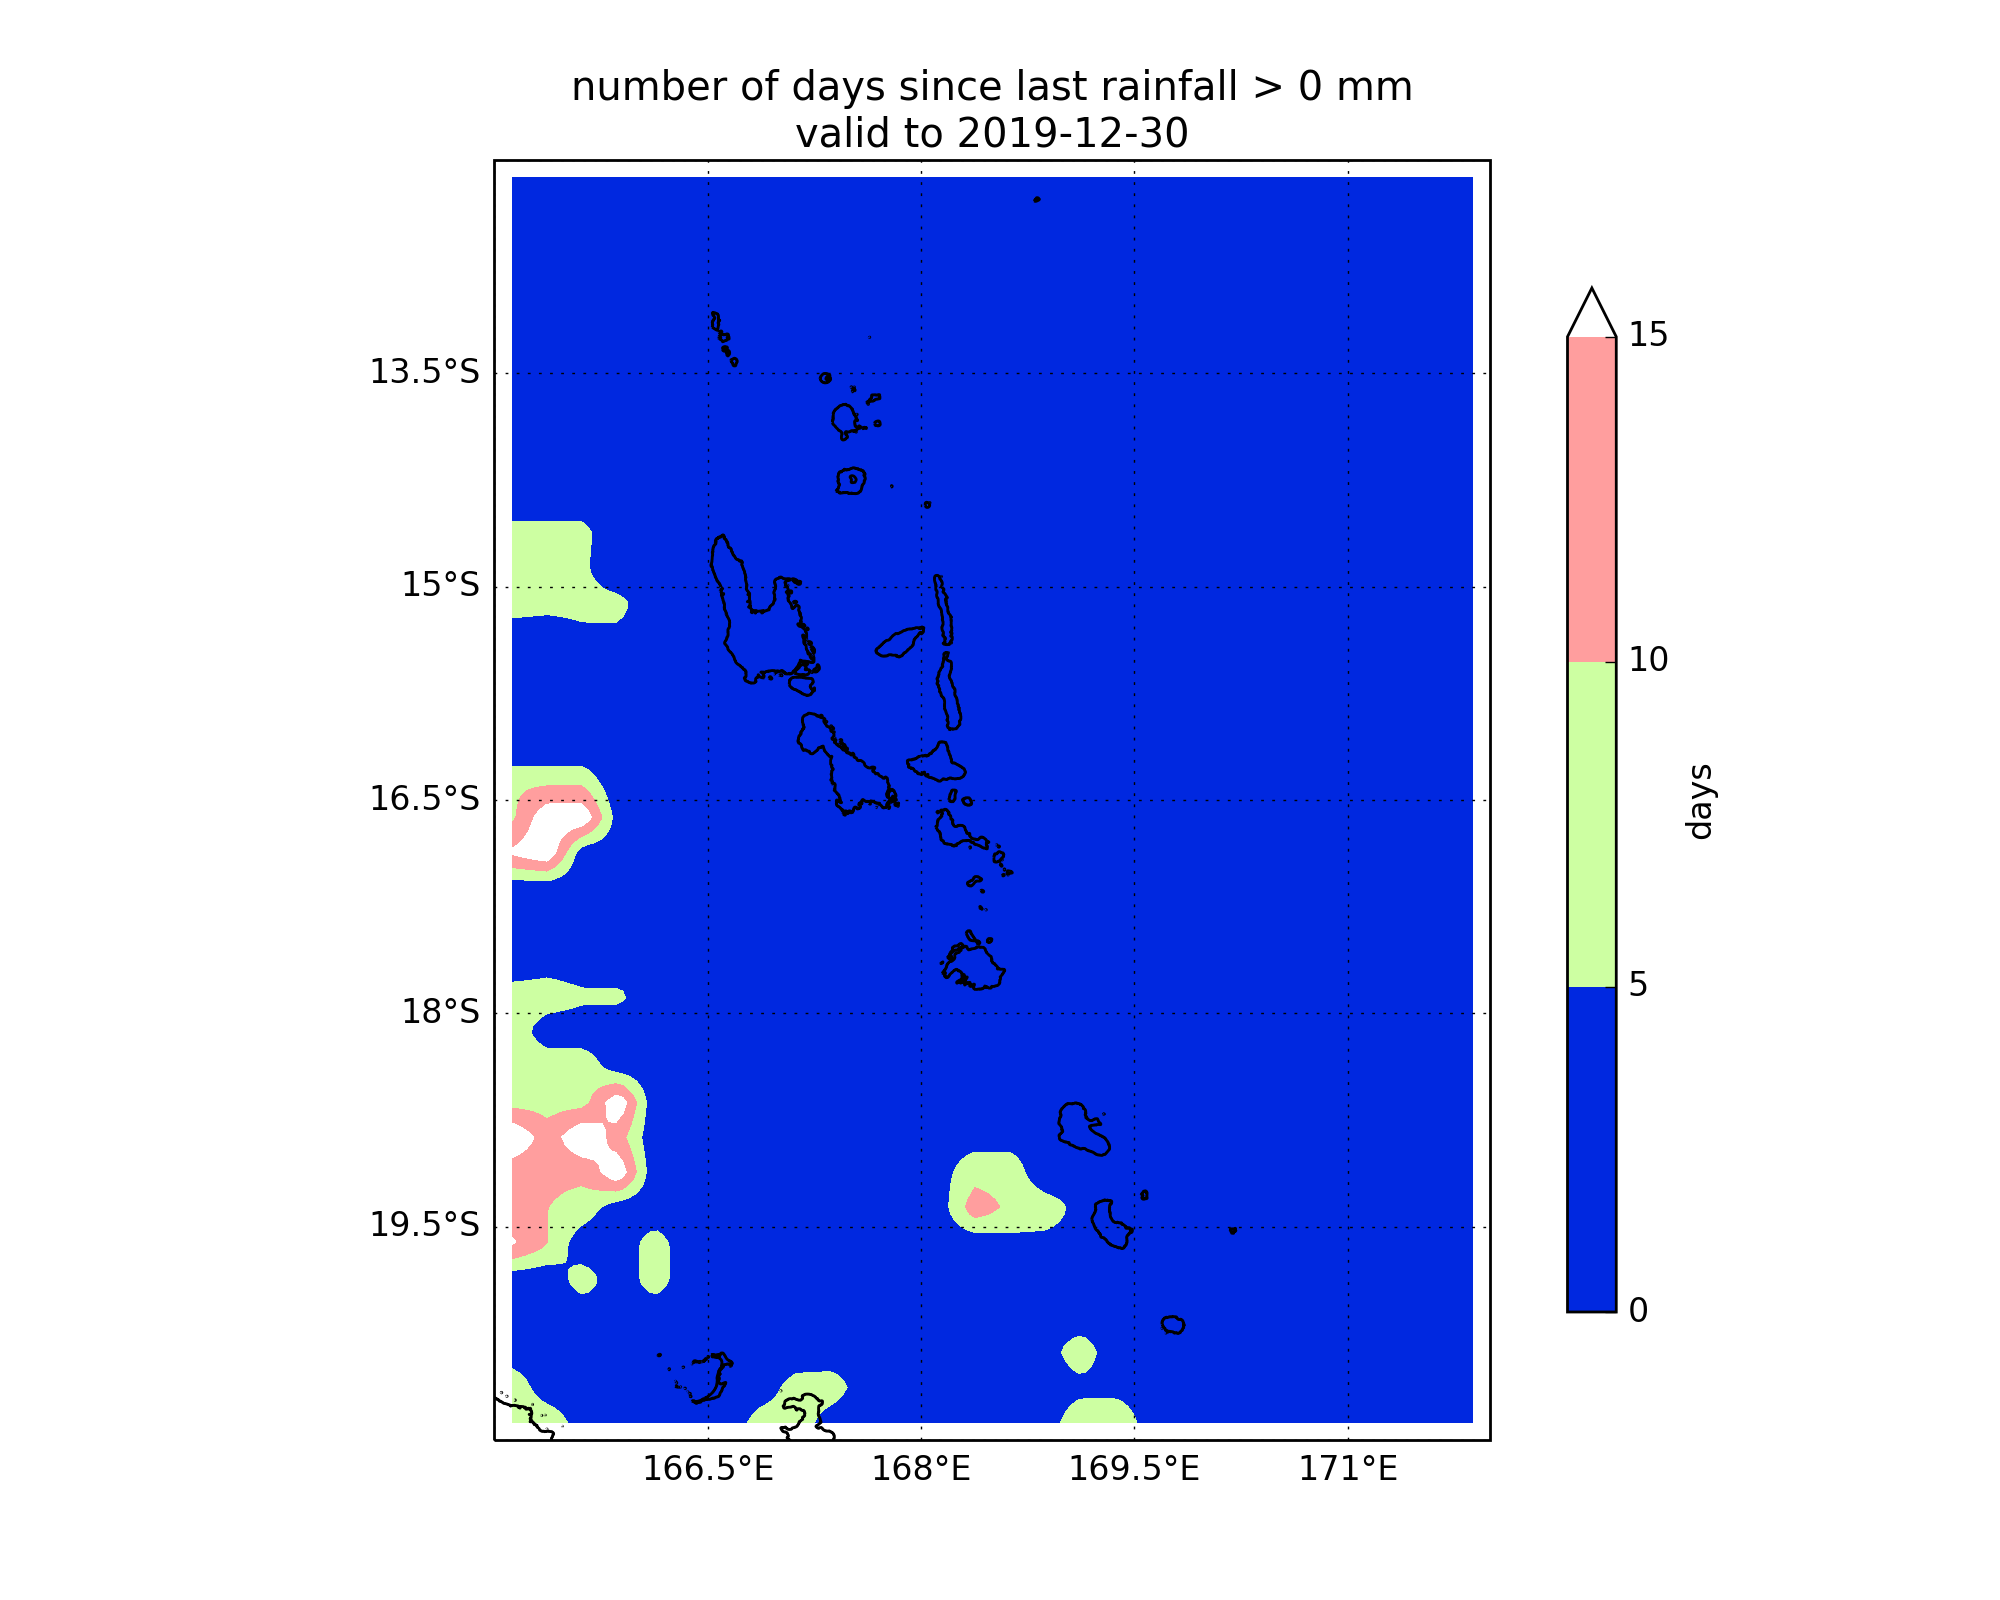 number of days since last rainfall > 0 mm
valid to 2019-12-30
13.5°S
15°S
16.5°S
18°S
19.5°S
166.5°E
168°E
169.5°E
171°E
15
10
5
0
days